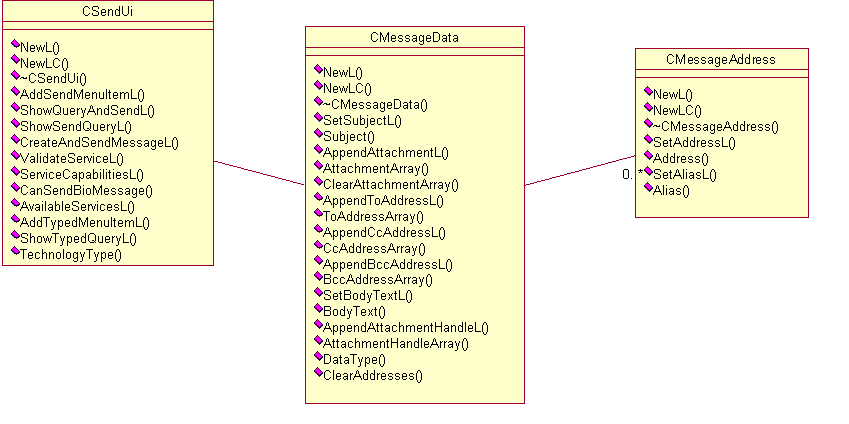 CSendUi
NewL()
NewLC()
~CSendUi()
AddSendMenuItemL()
ShowQueryAndSendL()
ShowSendQueryL()
CreateAndSendMessageL()
ValidateServiceL()
ServiceCapabilitiesL()
CanSendBioMessage()
AvailableServicesL()
AddTypedMenuItemL()
ShowTypedQueryL()
TechnologyType()
CMessageData
NewL()
NewLC()
~CMessageData()
SetSubjectL()
Subject()
AppendAttachmentL()
AttachmentArray()
ClearAttachmentArray()
AppendToAddressL()
ToAddressArray()
AppendCcAddressL()
CcAddressArray()
AppendBccAddressL()
BccAddressArray()
SetBodyTextL()
BodyText()
AppendAttachmentHandleL()
AttachmentHandleArray()
DataType()
ClearAddresses()
CMessageAddress
NewL()
NewLC()
~CMessageAddress()
SetAddressL()
Address()
SetAliasL()
Alias()
0..*